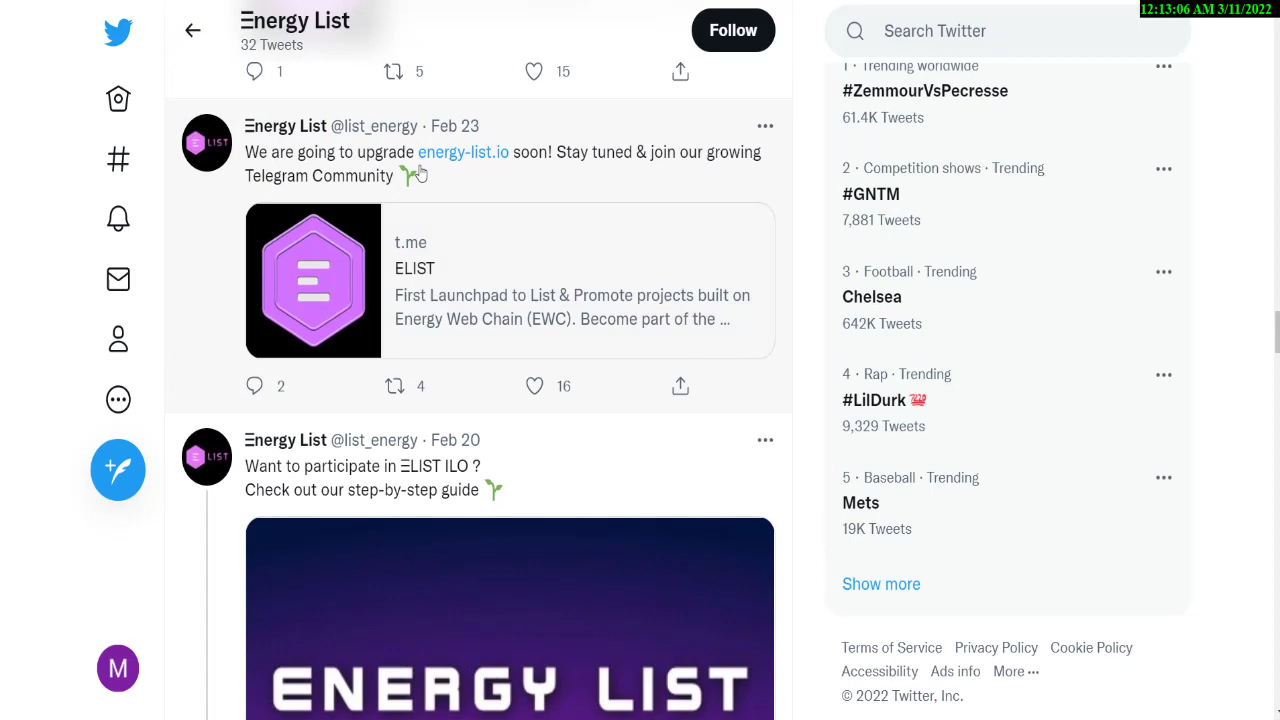 12:13:06 AM 3/11/2022
Ξnergy List
32 Tweets
Follow
1
5
15
Ξnergy List @list_energy · Feb 23
We are going to upgrade energy-list.io soon! Stay tuned & join our growing
Telegram Community
LIST
t.me
ELIST
First Launchpad to List & Promote projects built on
Energy Web Chain (EWC). Become part of the ...
2
4
16
Ξnergy List @list_energy · Feb 20
Want to participate in ΞLIST ILO ?
Check out our step-by-step guide
LIST
ENERGY LIST
M
Search Twitter
1 · Trending worldwide
#ZemmourVsPecresse
61.4K Tweets
2 · Competition shows · Trending
#GNTM
7,881 Tweets
3 · Football · Trending
Chelsea
642K Tweets
4 · Rap · Trending
#LilDurk 💯
9,329 Tweets
5 · Baseball · Trending
Mets
19K Tweets
Show more
Terms of Service Privacy Policy Cookie Policy
Accessibility Ads info More ···
© 2022 Twitter, Inc.